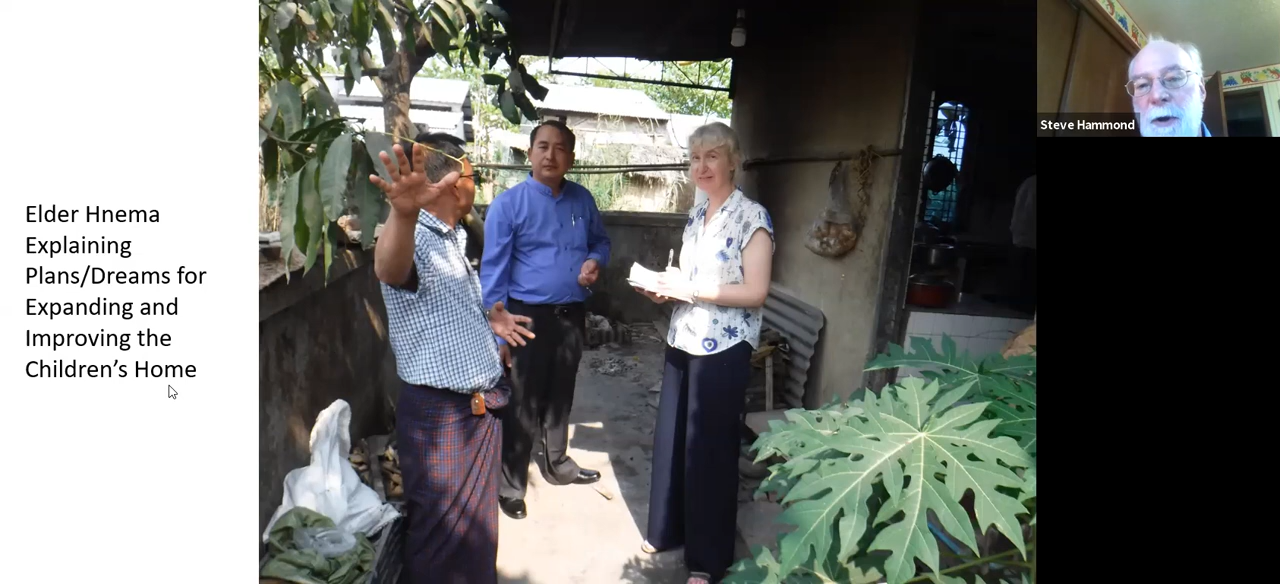 Elder Hnema
Explaining
Plans/Dreams for
Expanding and
Improving the
Children’s Home
Steve Hammond